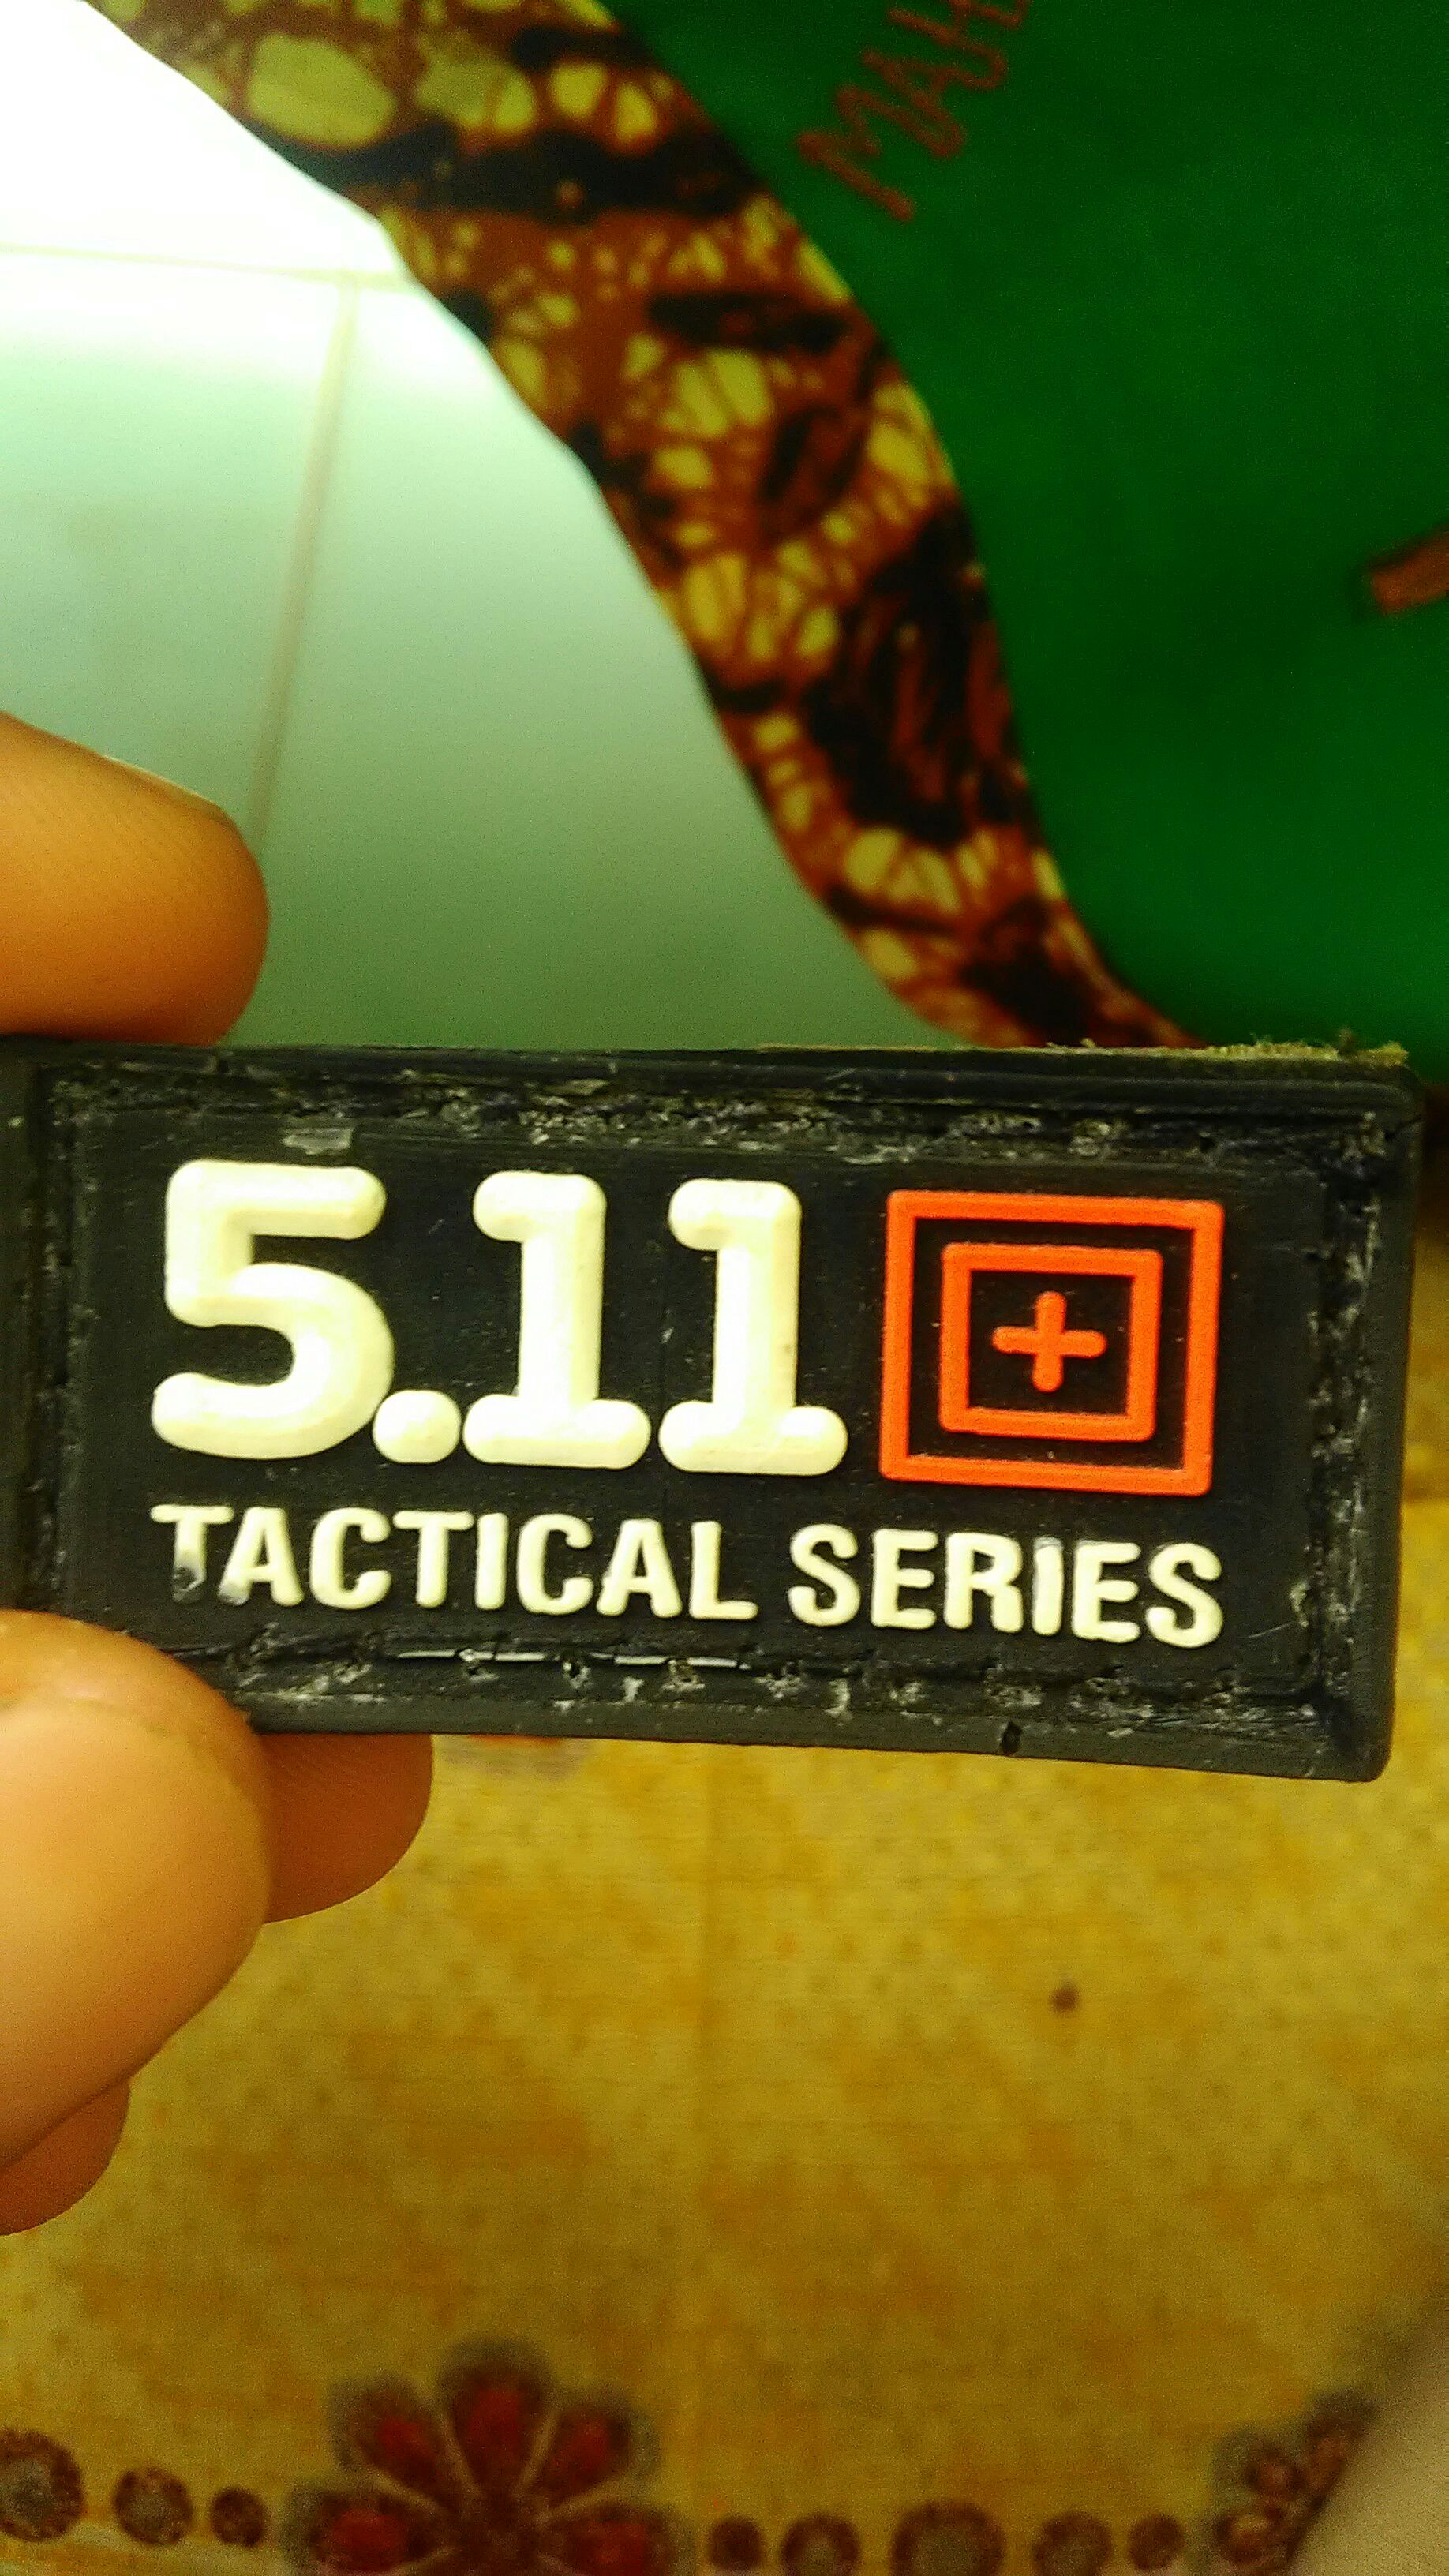 5.11
TACTICAL SERIES